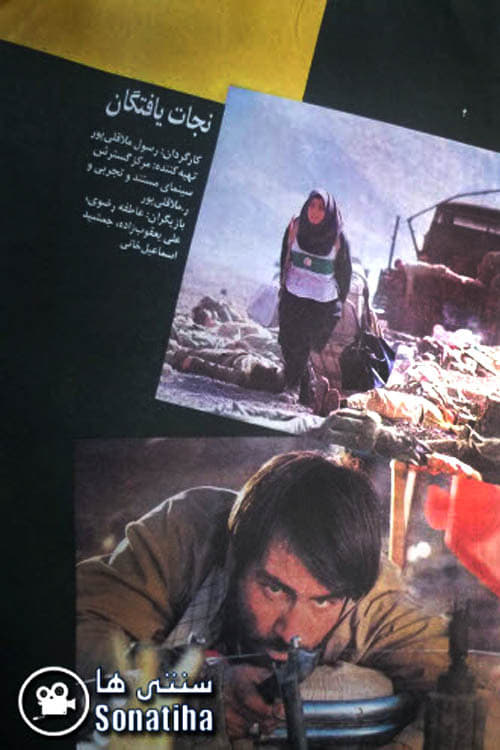 نجات یافتگان
کارگردان: رسول ملاقلی‌پور
تهیه‌کننده: مرکز گسترش
سینمای مستند و تجربی و
ر.ملاقلی‌پور
بازیگران: عاطفه رضوی،
علی یعقوب‌زاده، جمشید
اسماعیل‌خانی
سنتی ها
Sonatiha